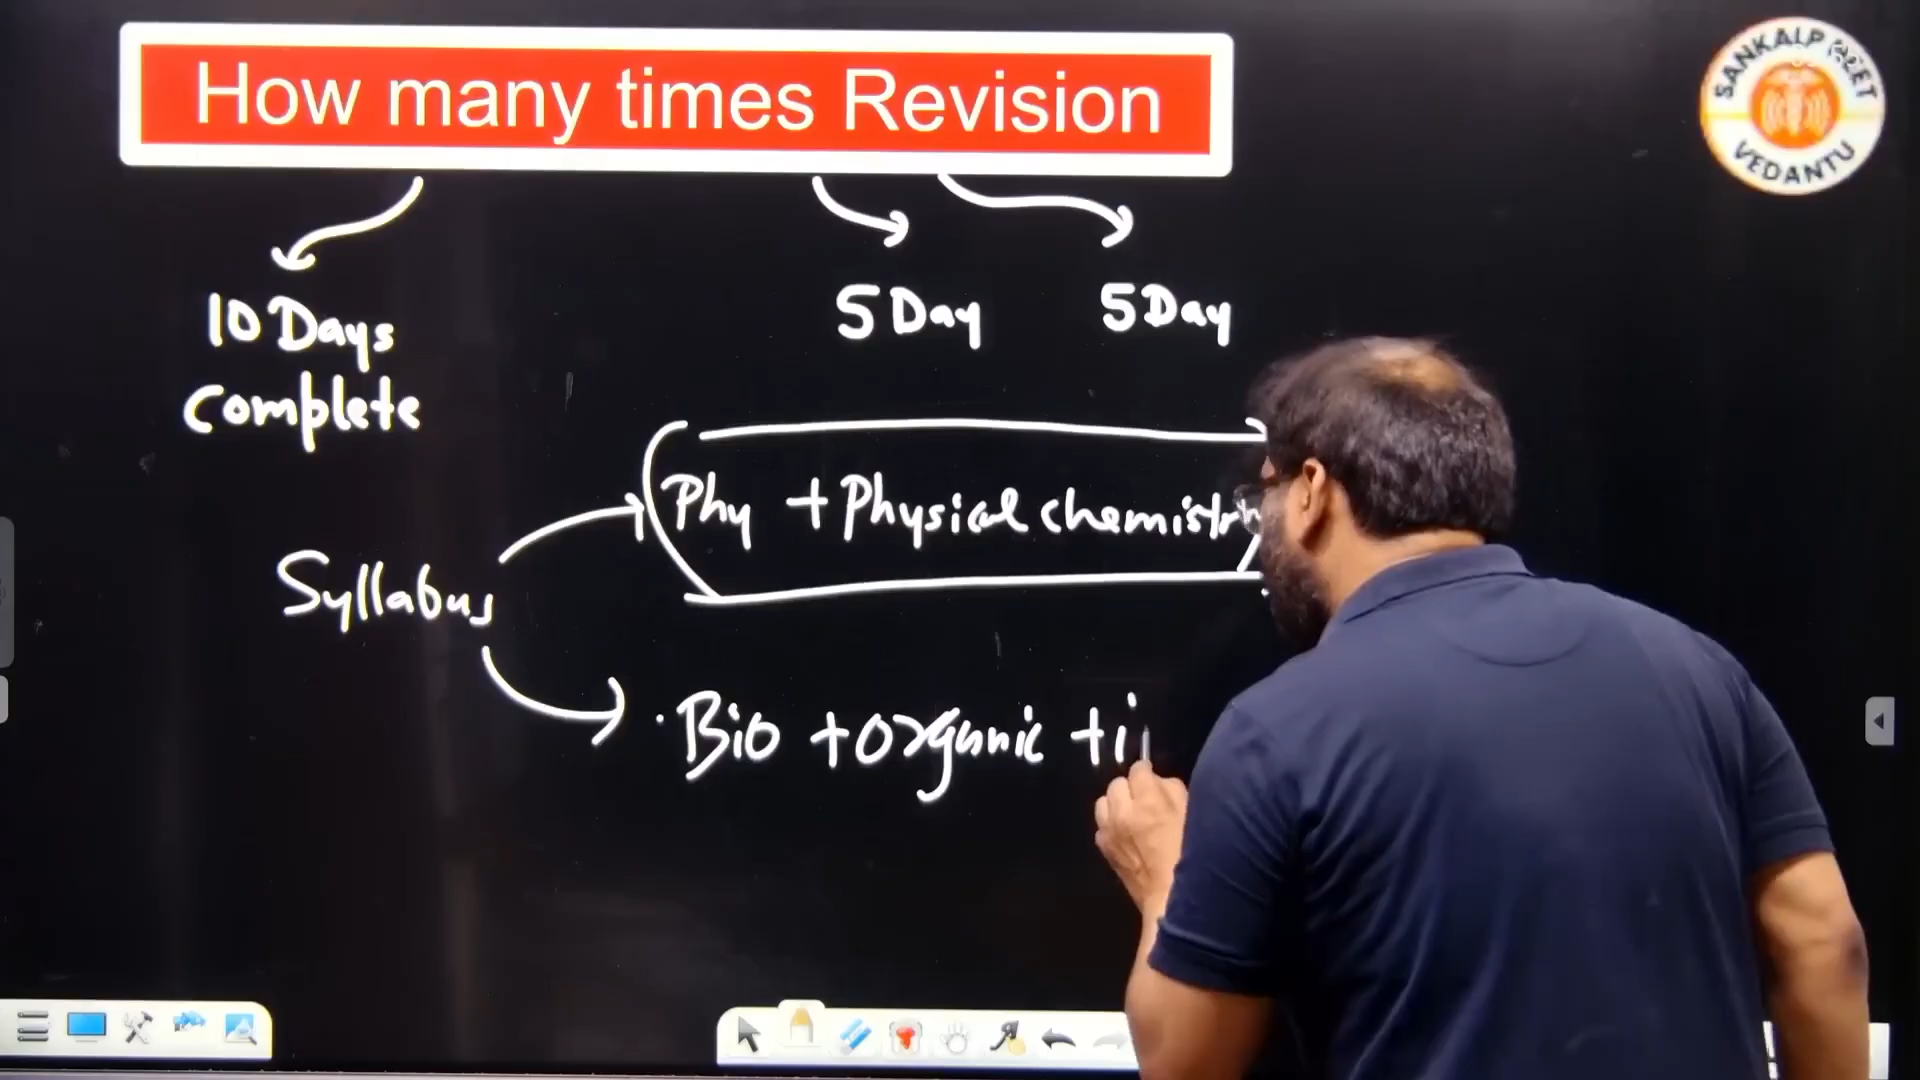 How many times Revision
SANKALP NEET
VEDANTU
10 Days
complete
5 Day
5 Day
Phy + Physical chemistry
Syllabus
Bio + organic + i